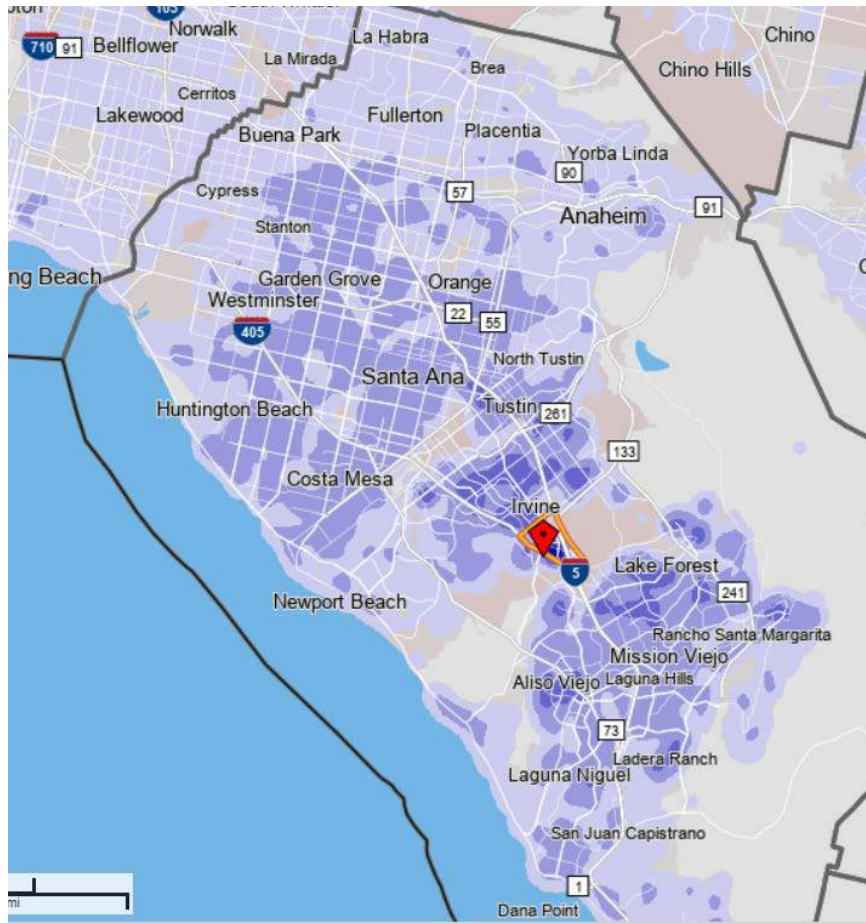 105
Norwalk
La Habra
710
91
Bellflower
La Mirada
Brea
Chino
Chino Hills
Cerritos
Lakewood
Fullerton
Buena Park
Placentia
Yorba Linda
90
Cypress
57
91
Anaheim
Stanton
ng Beach
Garden Grove
Orange
Westminster
22
55
405
North Tustin
Santa Ana
Tustin
261
Huntington Beach
133
Costa Mesa
Irvine
Lake Forest
5
241
Newport Beach
Rancho Santa Margarita
Mission Viejo
Aliso Viejo
Laguna Hills
73
Ladera Ranch
Laguna Niguel
San Juan Capistrano
1
mi
Dana Point